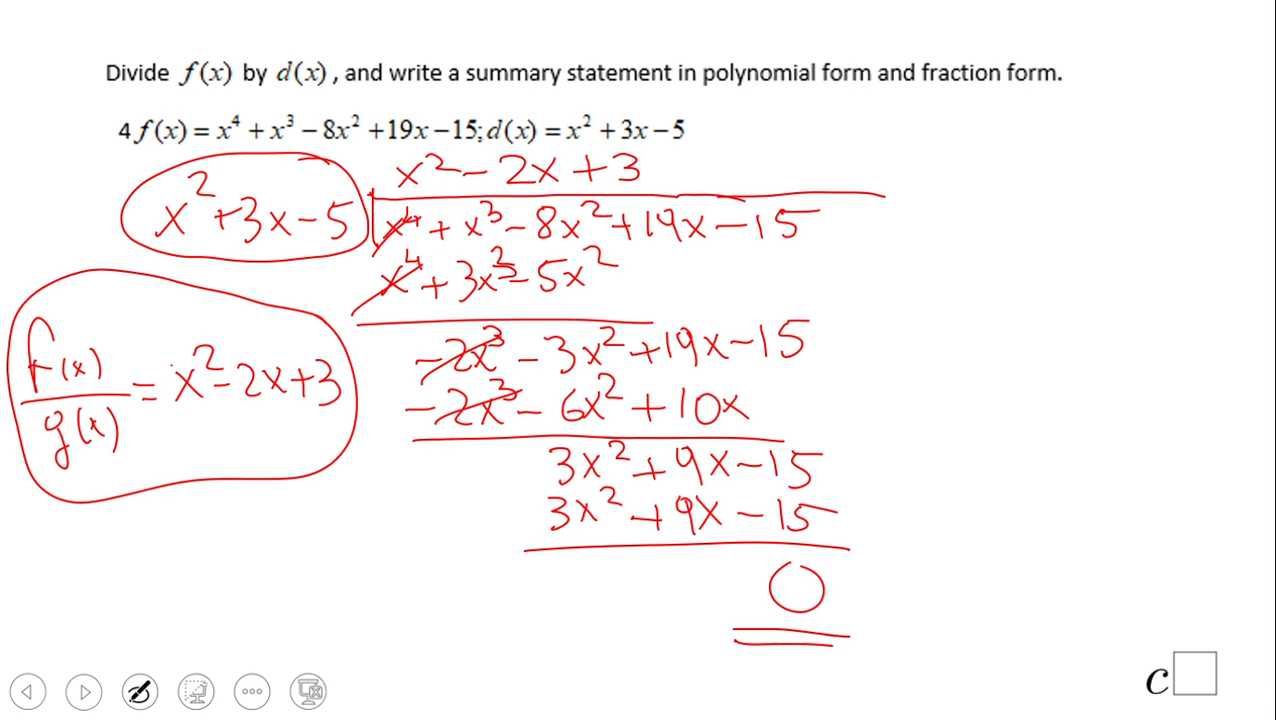 Divide f(x) by d(x), and write a summary statement in polynomial form and fraction form.
4 f(x) = x⁴ + x³ − 8x² + 19x − 15; d(x) = x² + 3x − 5
x² − 2x + 3
x² + 3x − 5 x⁴ + x³ − 8x² + 19x − 15
x⁴ + 3x³ − 5x²
−2x³ − 3x² + 19x − 15
−2x³ − 6x² + 10x
3x² + 9x − 15
3x² + 9x − 15
0
f(x)/g(x) = x² − 2x + 3
c